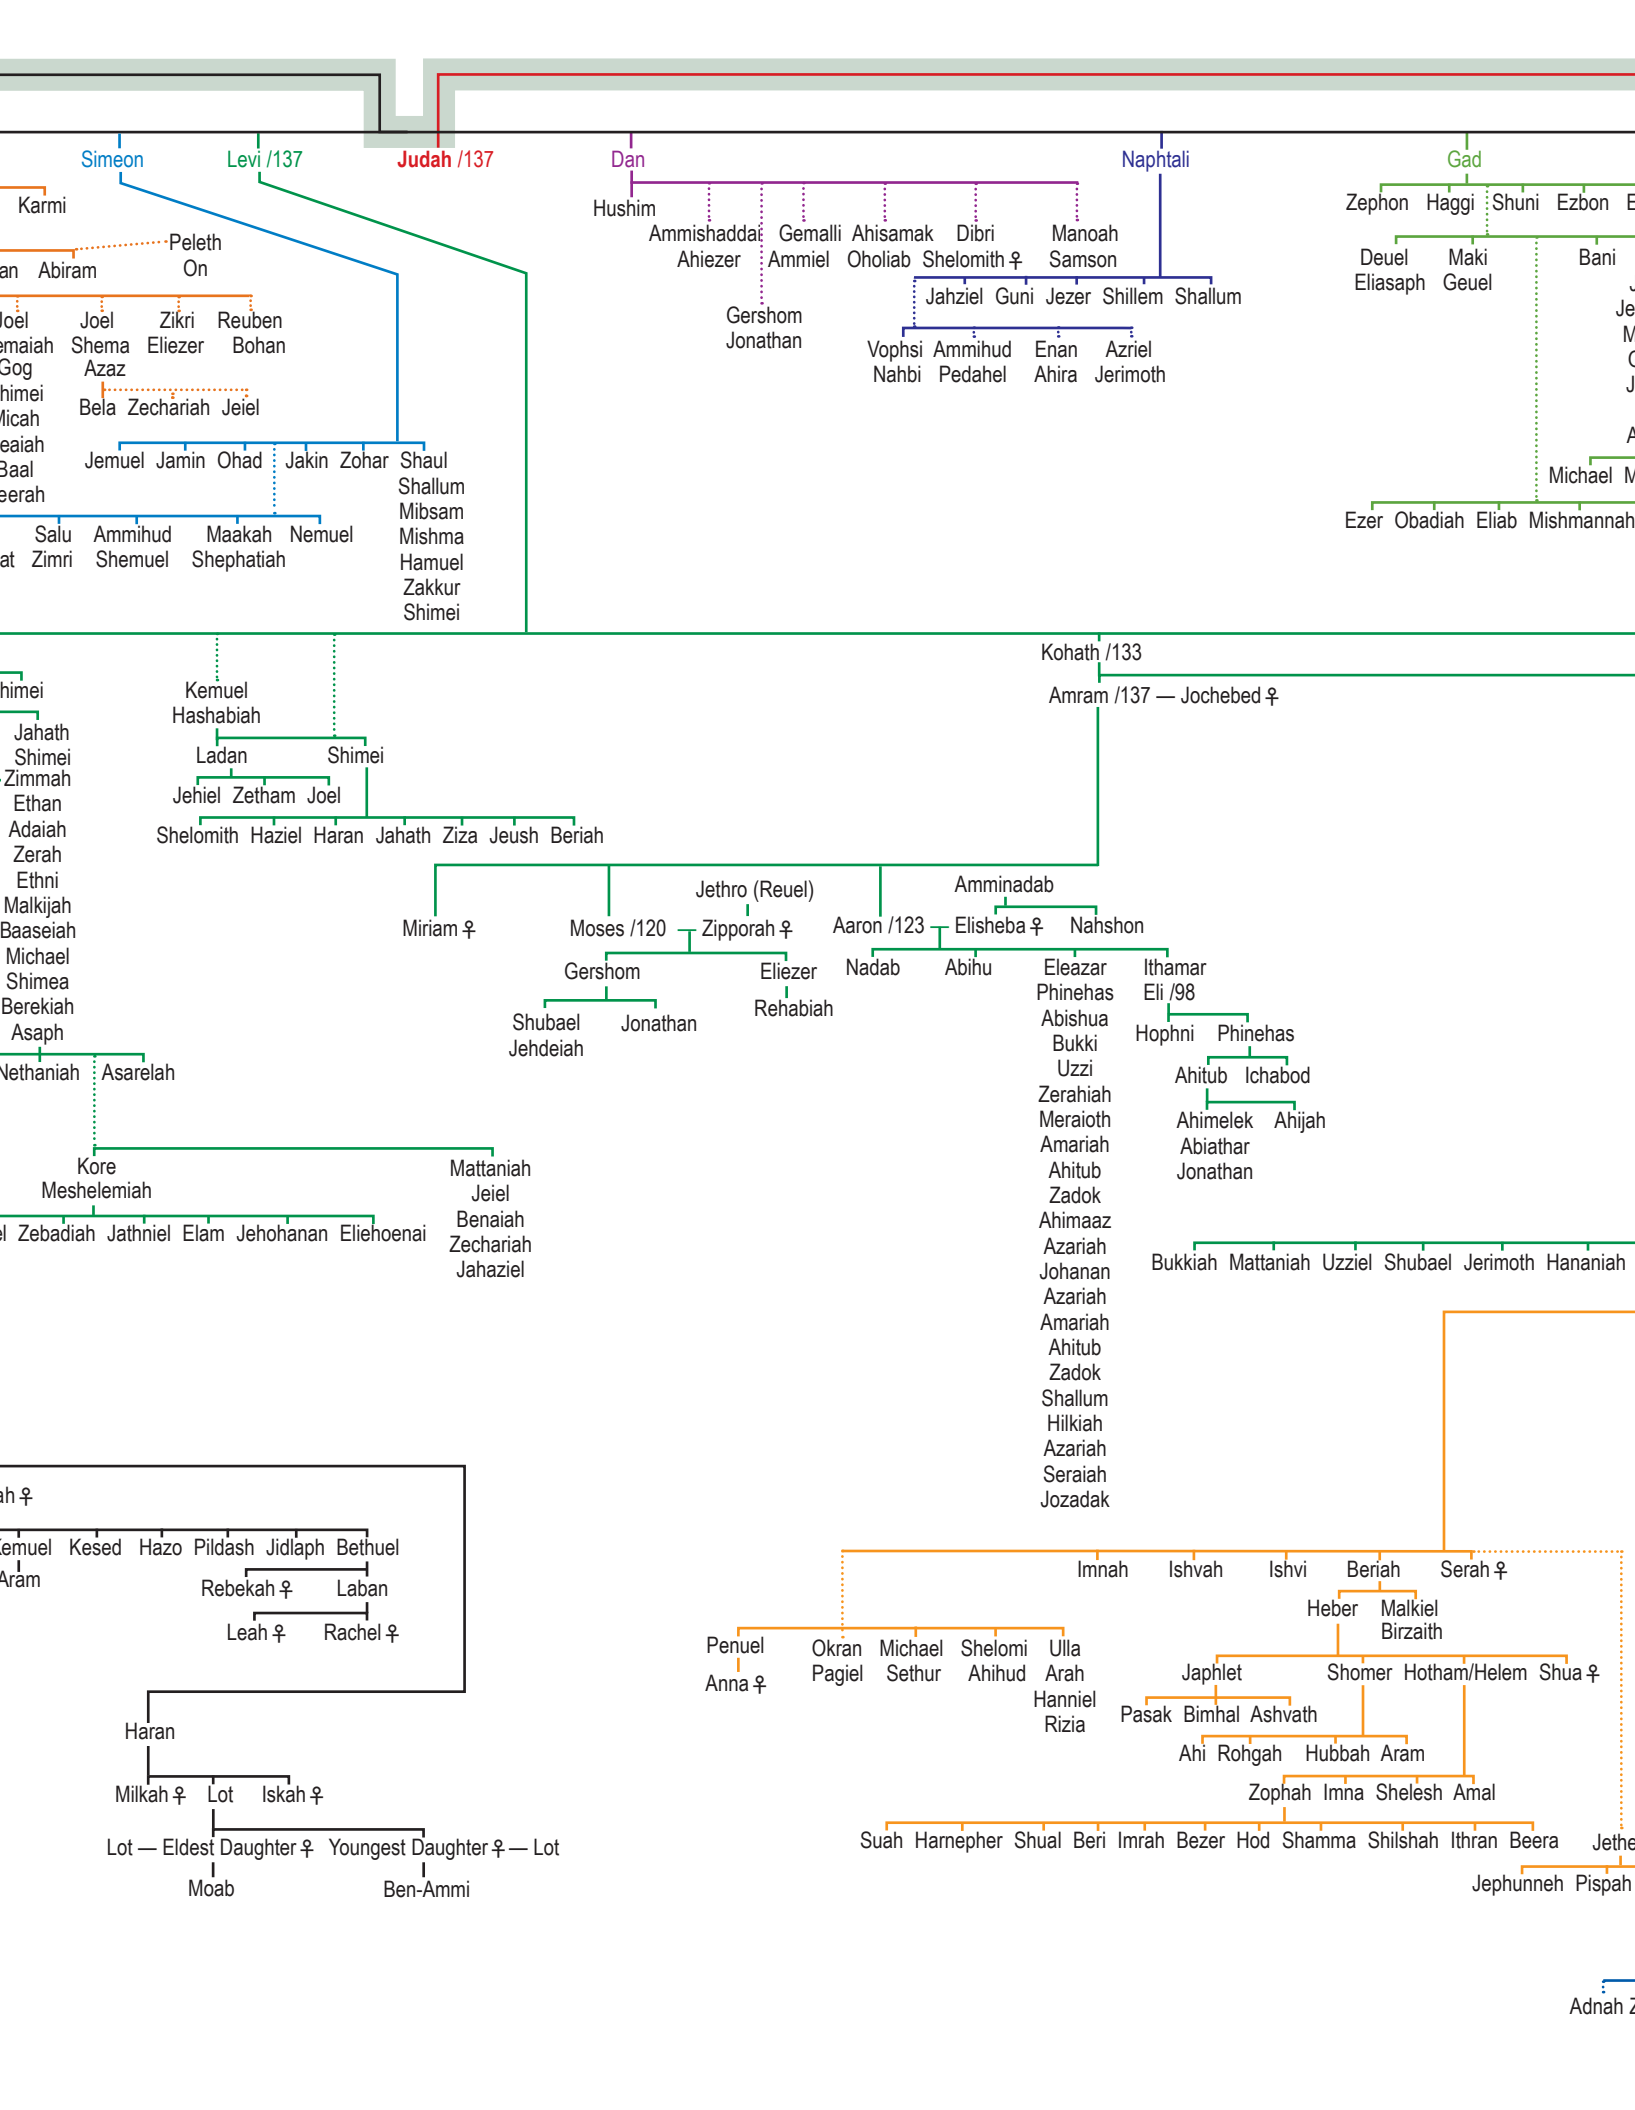 Simeon Levi /137 Judah /137 Dan Naphtali Gad
Karmi Hushim Zephon Haggi Shuni Ezbon
Peleth
On
Abiram
Ammishaddai Gemalli Ahisamak Dibri Manoah
Ahiezer Ammiel Oholiab Shelomith ♀ Samson
Deuel Maki Bani
Eliasaph Geuel
Jahziel Guni Jezer Shillem Shallum
Gershom
Jonathan
Joel Zikri Reuben
Shema Eliezer Bohan
Azaz
Bela Zechariah Jeiel
Vophsi Ammihud Enan Azriel
Nahbi Pedahel Ahira Jerimoth
Jemuel Jamin Ohad Jakin Zohar Shaul
Shallum
Mibsam
Mishma
Hamuel
Zakkur
Shimei
Michael
Ezer Obadiah Eliab Mishmannah
Salu Ammihud Maakah Nemuel
Zimri Shemuel Shephatiah
Kohath /133
Amram /137 — Jochebed ♀
Kemuel
Hashabiah
Ladan Shimei
Jehiel Zetham Joel
Shelomith Haziel Haran Jahath Ziza Jeush Beriah
Jahath
Shimei
Zimmah
Ethan
Adaiah
Zerah
Ethni
Malkijah
Baaseiah
Michael
Shimea
Berekiah
Asaph
Nethaniah Asarelah
Jethro (Reuel) Amminadab
Miriam ♀ Moses /120 — Zipporah ♀ Aaron /123 — Elisheba ♀ Nahshon
Gershom Eliezer Nadab Abihu Eleazar Ithamar
Rehabiah
Shubael Jonathan
Jehdeiah
Phinehas
Abishua
Bukki
Uzzi
Zerahiah
Meraioth
Amariah
Ahitub
Zadok
Ahimaaz
Azariah
Johanan
Azariah
Amariah
Ahitub
Zadok
Shallum
Hilkiah
Azariah
Seraiah
Jozadak
Eli /98
Hophni Phinehas
Ahitub Ichabod
Ahimelek Ahijah
Abiathar
Jonathan
Kore
Meshelemiah
Zebadiah Jathniel Elam Jehohanan Eliehoenai
Mattaniah
Jeiel
Benaiah
Zechariah
Jahaziel
Bukkiah Mattaniah Uzziel Shubael Jerimoth Hananiah
Kesed Hazo Pildash Jidlaph Bethuel
Aram
Rebekah ♀ Laban
Leah ♀ Rachel ♀
Haran
Milkah ♀ Lot Iskah ♀
Lot — Eldest Daughter ♀ Youngest Daughter ♀ — Lot
Moab Ben-Ammi
Imnah Ishvah Ishvi Beriah Serah ♀
Heber Malkiel
Birzaith
Penuel Okran Michael Shelomi Ulla
Anna ♀ Pagiel Sethur Ahihud Arah
Hanniel
Rizia
Japhlet Shomer Hotham/Helem Shua ♀
Pasak Bimhal Ashvath
Ahi Rohgah Hubbah Aram
Zophah Imna Shelesh Amal
Suah Harnepher Shual Beri Imrah Bezer Hod Shamma Shilshah Ithran Beera
Jephunneh Pispah
Adnah